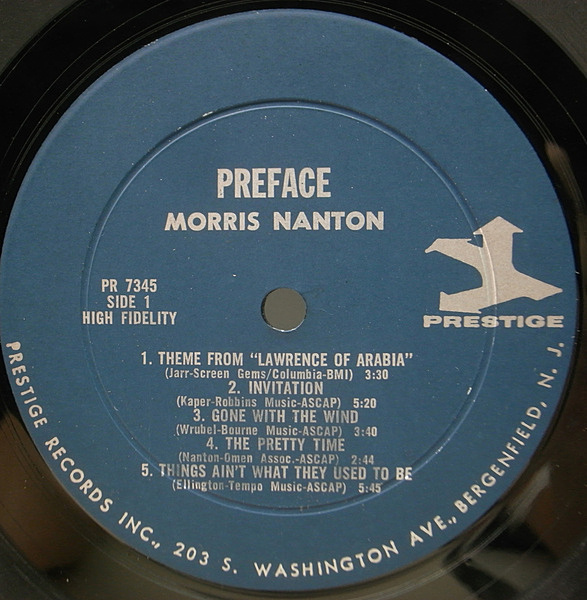 PREFACE
MORRIS NANTON
PR 7345
SIDE 1
HIGH FIDELITY
PRESTIGE
1. THEME FROM "LAWRENCE OF ARABIA"
(Jarr-Screen Gems/Columbia-BMI) 3:30
2. INVITATION
(Kaper-Robbins Music-ASCAP) 5:20
3. GONE WITH THE WIND
(Wrubel-Bourne Music-ASCAP) 3:40
4. THE PRETTY TIME
(Nanton-Omen Assoc.-ASCAP) 2:44
5. THINGS AIN'T WHAT THEY USED TO BE
(Ellington-Tempo Music-ASCAP) 5:45
PRESTIGE RECORDS INC., 203 S. WASHINGTON AVE., BERGENFIELD, N. J.